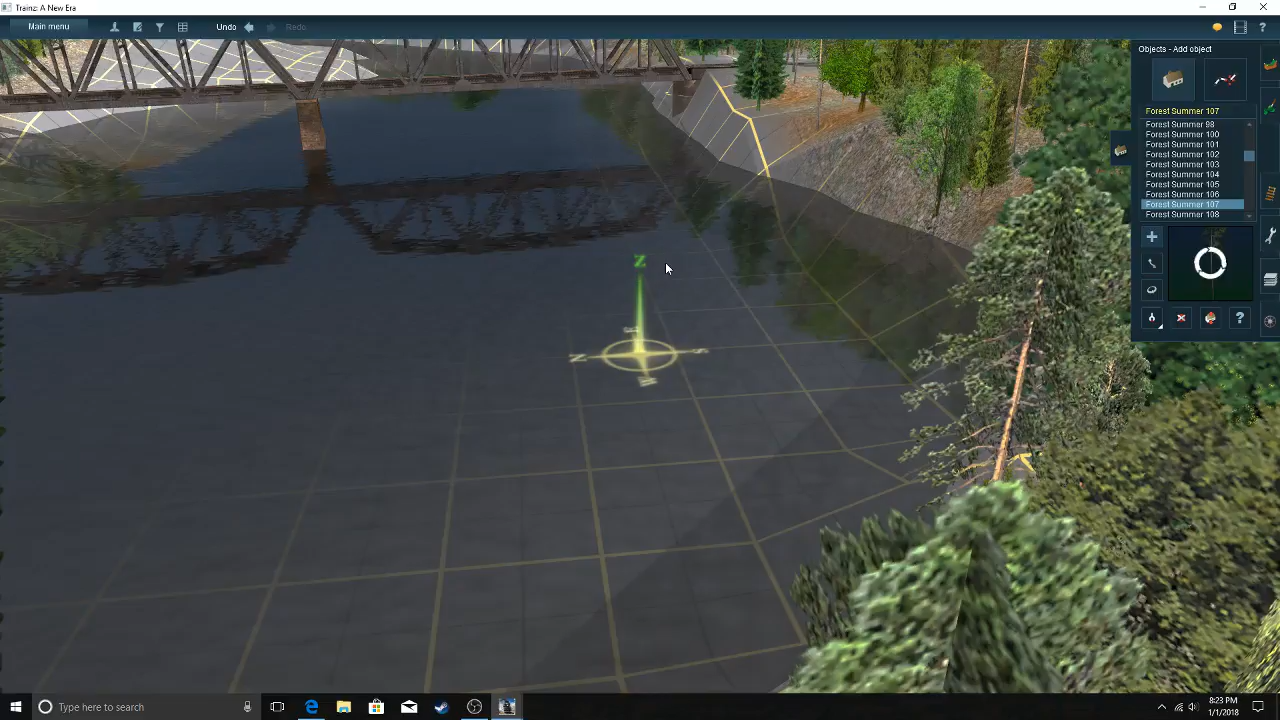 Trainz: A New Era
Main menu
Undo
Redo
?
Objects - Add object
Forest Summer 107
Forest Summer 98
Forest Summer 100
Forest Summer 101
Forest Summer 102
Forest Summer 103
Forest Summer 104
Forest Summer 105
Forest Summer 106
Forest Summer 107
Forest Summer 108
?
N
E
N
S
W
Type here to search
8:23 PM
1/1/2018